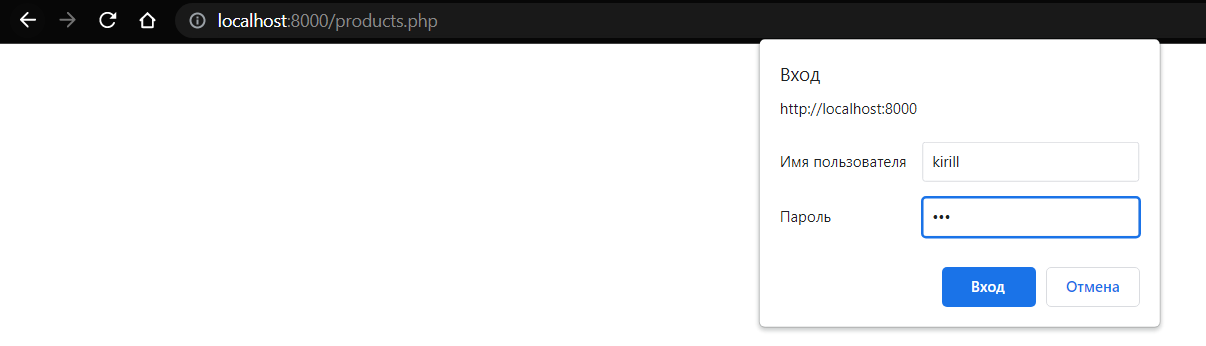 localhost:8000/products.php
Вход
http://localhost:8000
Имя пользователя kirill
Пароль •••
Вход Отмена